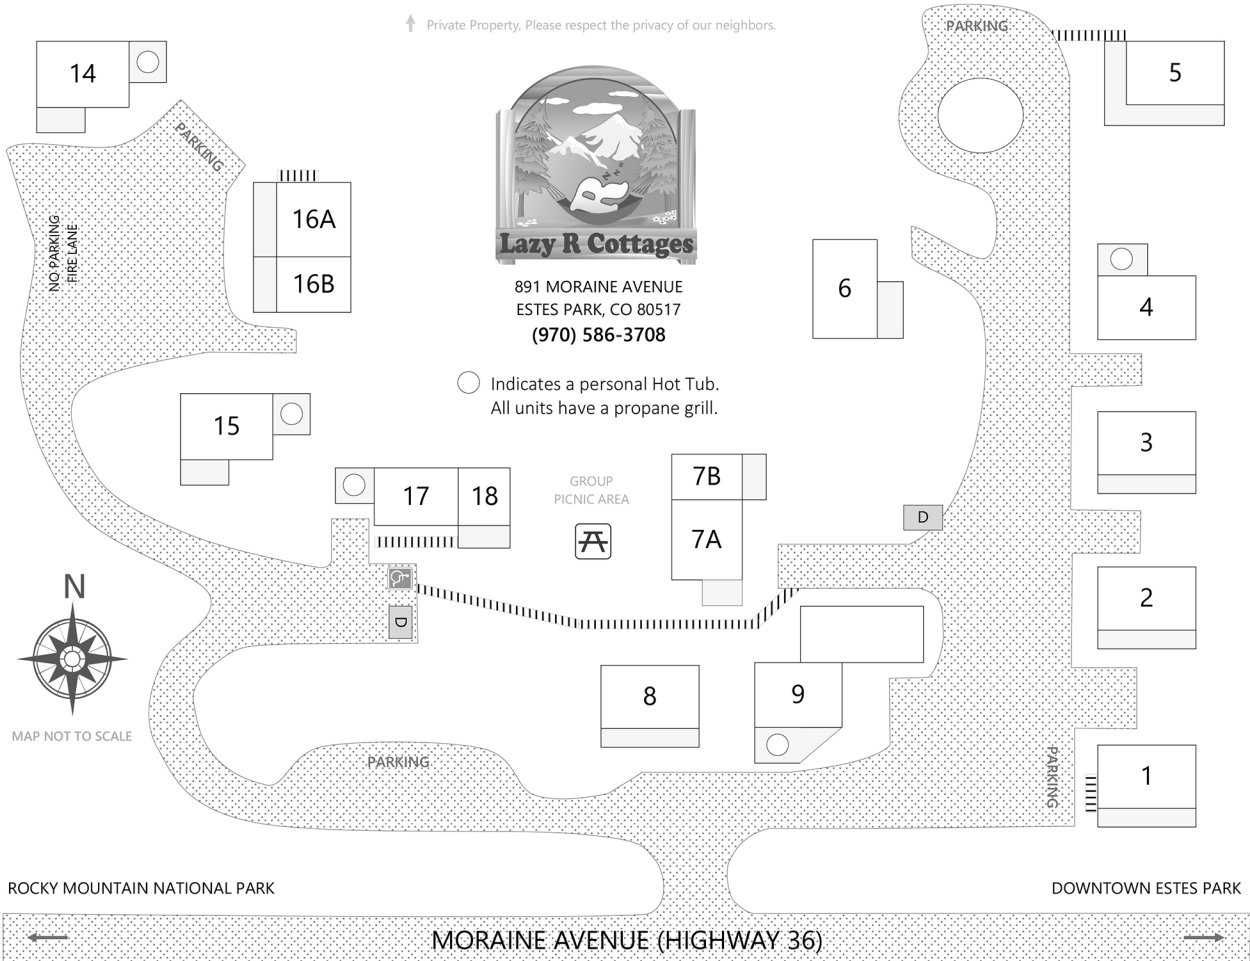 Private Property, Please respect the privacy of our neighbors.
PARKING
5
14
PARKING
16A
16B
NO PARKING
FIRE LANE
z z z
R
Lazy R Cottages
891 MORAINE AVENUE
ESTES PARK, CO 80517
(970) 586-3708
6
4
Indicates a personal Hot Tub.
All units have a propane grill.
15
3
17
18
GROUP
PICNIC AREA
7B
7A
D
N
D
2
8
9
MAP NOT TO SCALE
PARKING
PARKING
1
ROCKY MOUNTAIN NATIONAL PARK
DOWNTOWN ESTES PARK
MORAINE AVENUE (HIGHWAY 36)